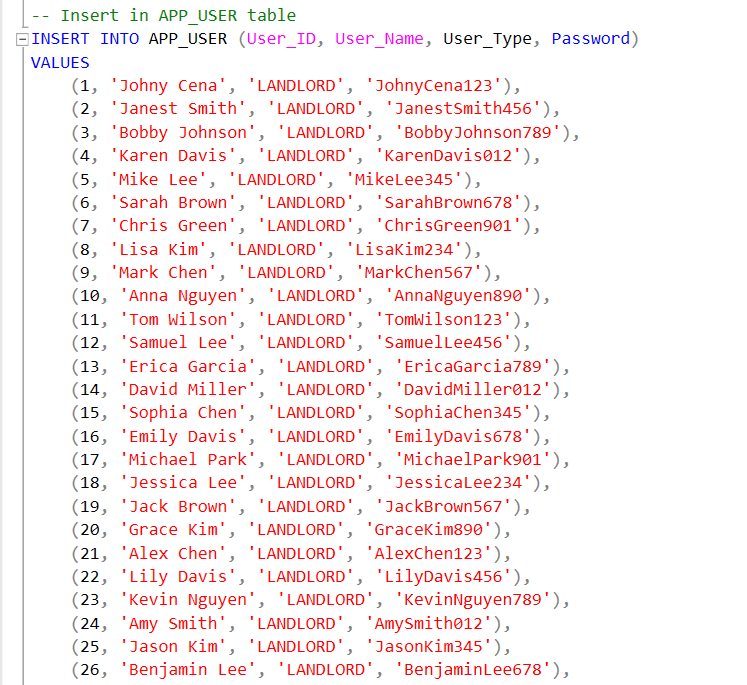 -- Insert in APP_USER table
INSERT INTO APP_USER (User_ID, User_Name, User_Type, Password)
VALUES
(1, 'Johny Cena', 'LANDLORD', 'JohnyCena123'),
(2, 'Janest Smith', 'LANDLORD', 'JanestSmith456'),
(3, 'Bobby Johnson', 'LANDLORD', 'BobbyJohnson789'),
(4, 'Karen Davis', 'LANDLORD', 'KarenDavis012'),
(5, 'Mike Lee', 'LANDLORD', 'MikeLee345'),
(6, 'Sarah Brown', 'LANDLORD', 'SarahBrown678'),
(7, 'Chris Green', 'LANDLORD', 'ChrisGreen901'),
(8, 'Lisa Kim', 'LANDLORD', 'LisaKim234'),
(9, 'Mark Chen', 'LANDLORD', 'MarkChen567'),
(10, 'Anna Nguyen', 'LANDLORD', 'AnnaNguyen890'),
(11, 'Tom Wilson', 'LANDLORD', 'TomWilson123'),
(12, 'Samuel Lee', 'LANDLORD', 'SamuelLee456'),
(13, 'Erica Garcia', 'LANDLORD', 'EricaGarcia789'),
(14, 'David Miller', 'LANDLORD', 'DavidMiller012'),
(15, 'Sophia Chen', 'LANDLORD', 'SophiaChen345'),
(16, 'Emily Davis', 'LANDLORD', 'EmilyDavis678'),
(17, 'Michael Park', 'LANDLORD', 'MichaelPark901'),
(18, 'Jessica Lee', 'LANDLORD', 'JessicaLee234'),
(19, 'Jack Brown', 'LANDLORD', 'JackBrown567'),
(20, 'Grace Kim', 'LANDLORD', 'GraceKim890'),
(21, 'Alex Chen', 'LANDLORD', 'AlexChen123'),
(22, 'Lily Davis', 'LANDLORD', 'LilyDavis456'),
(23, 'Kevin Nguyen', 'LANDLORD', 'KevinNguyen789'),
(24, 'Amy Smith', 'LANDLORD', 'AmySmith012'),
(25, 'Jason Kim', 'LANDLORD', 'JasonKim345'),
(26, 'Benjamin Lee', 'LANDLORD', 'BenjaminLee678'),